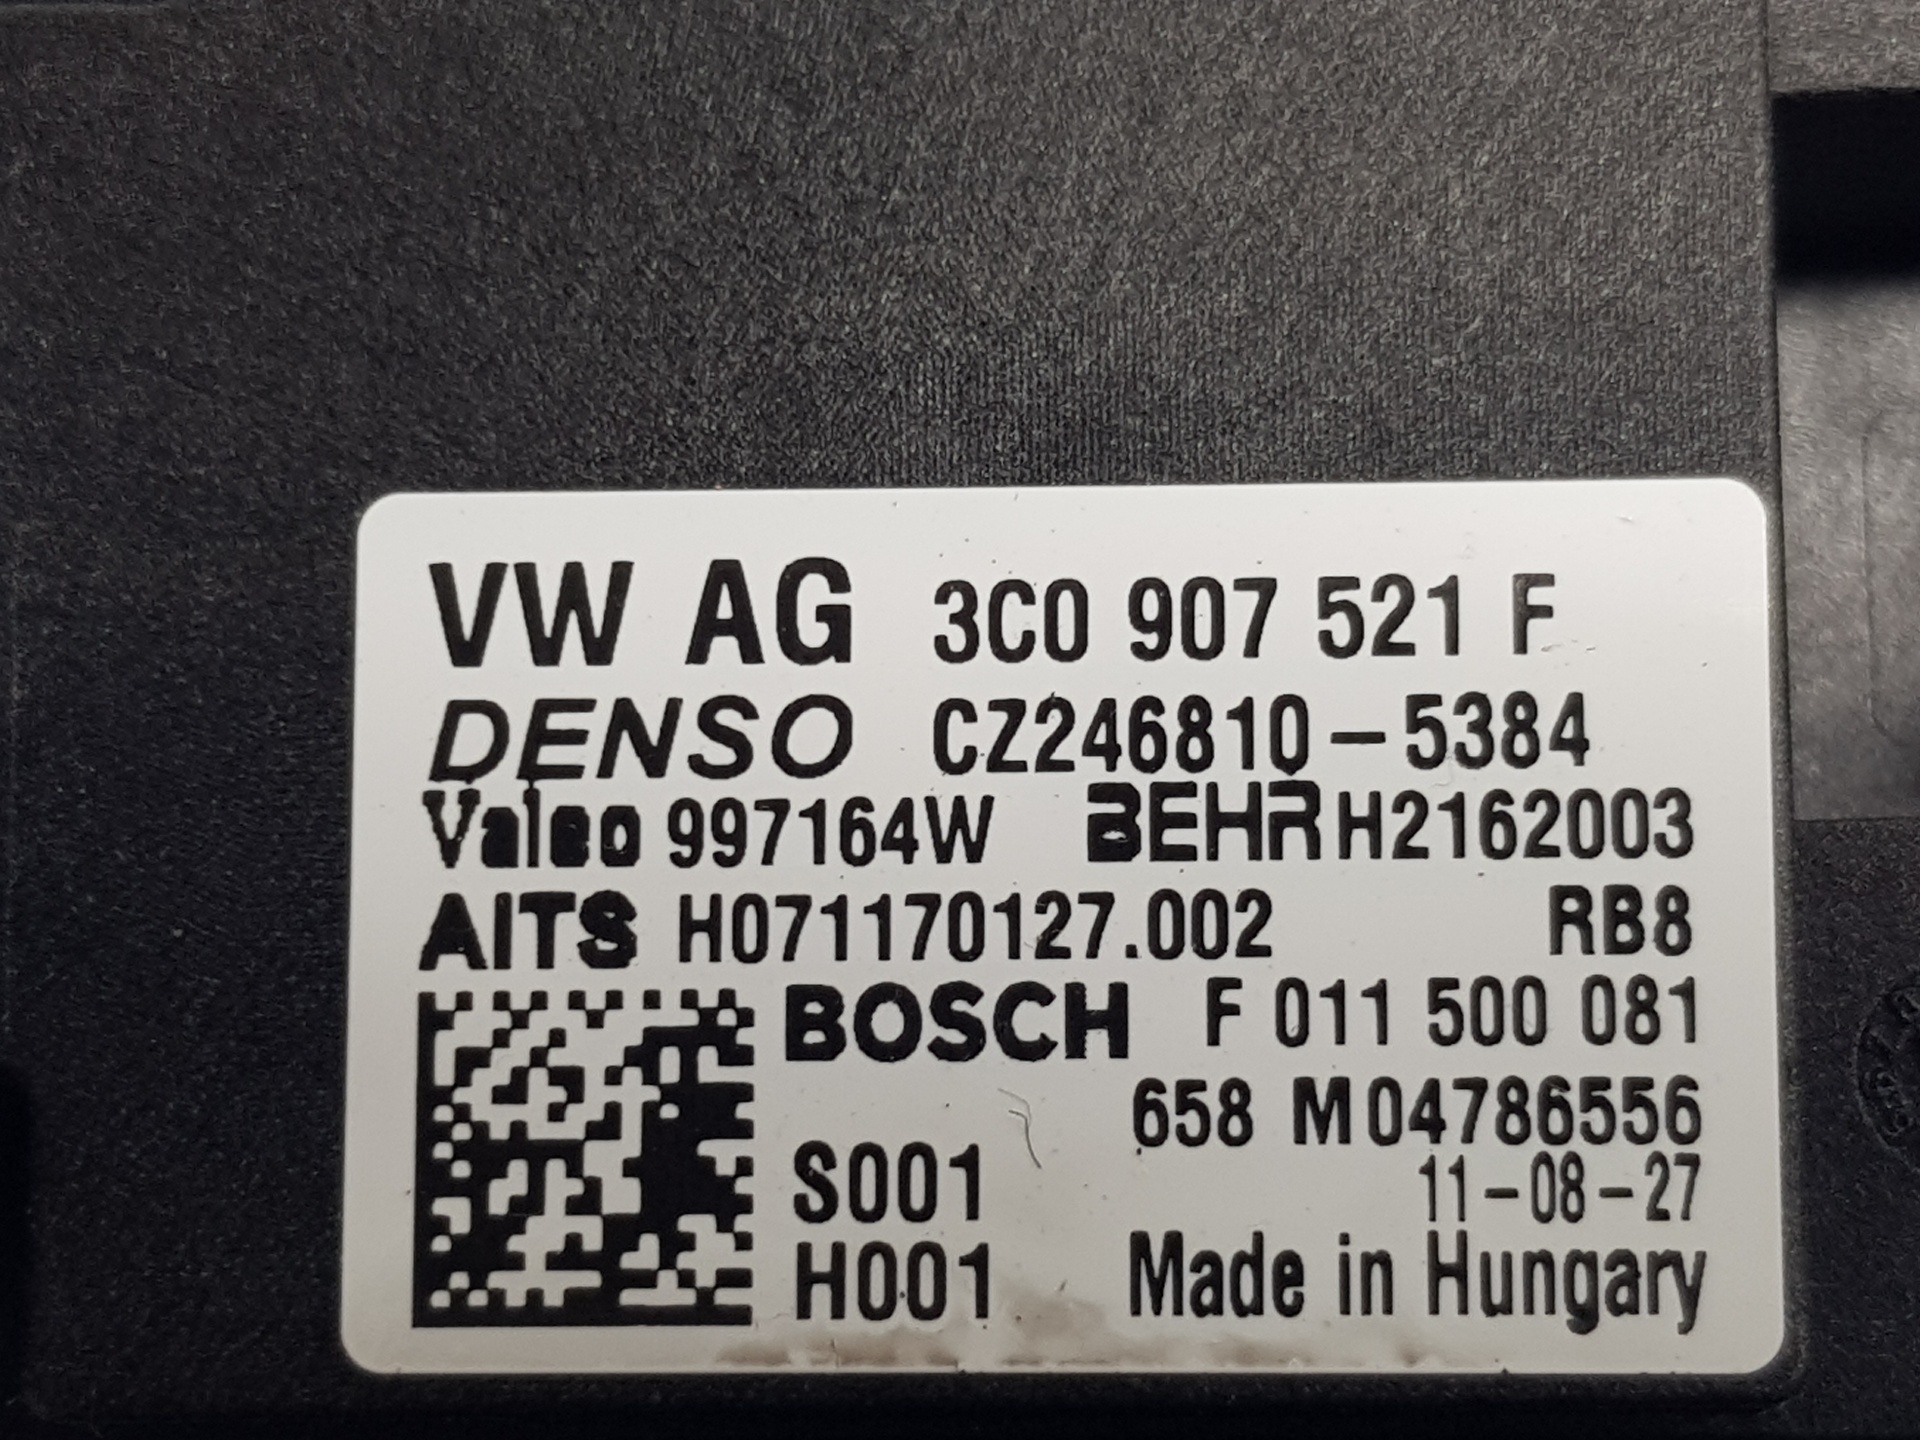 VW AG 3C0 907 521 F
DENSO CZ246810-5384
Valeo 997164W BEHR H2162003
AITS H071170127.002 RB8
BOSCH F 011 500 081
658 M04786556
S001 11-08-27
H001 Made in Hungary